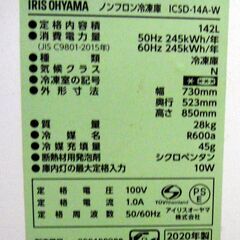 IRIS OHYAMA ノンフロン冷凍庫 ICSD-14A-W
●定格内容積 142L
●消費電力量 50Hz 245kWh/年
(JIS C9801-2015年) 60Hz 245kWh/年
●区分 冷凍庫
●気候クラス N
●冷凍室の記号
●外形寸法 幅) 730mm
奥行) 523mm
高さ) 850mm
●質量 28kg
●冷媒 R600a
●冷媒充填量 45g
●断熱材用発泡剤 シクロペンタン
●庫内灯の最大定格入力 10W
定格電圧 100V
定格電流 1.0A
定格周波数 50/60Hz
PS
E
TÜVRheinland
アイリスオーヤマ
株式会社
2020年製